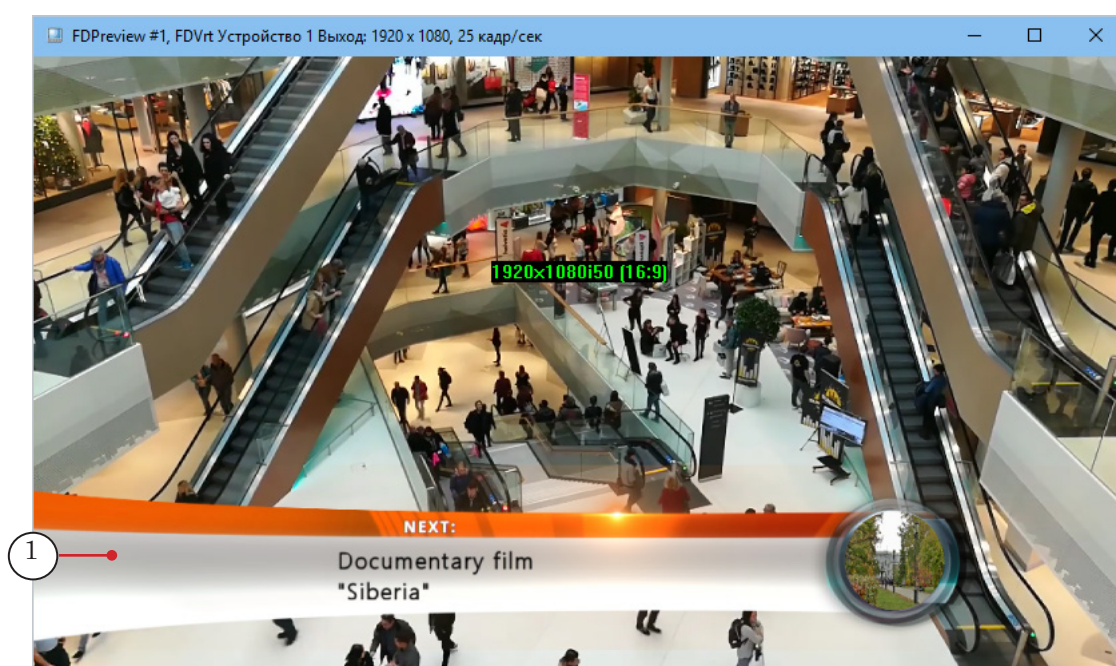 FDPreview #1, FDVrt Устройство 1 Выход: 1920 x 1080, 25 кадр/сек
1920x1080i50 (16:9)
NEXT:
1
Documentary film
"Siberia"